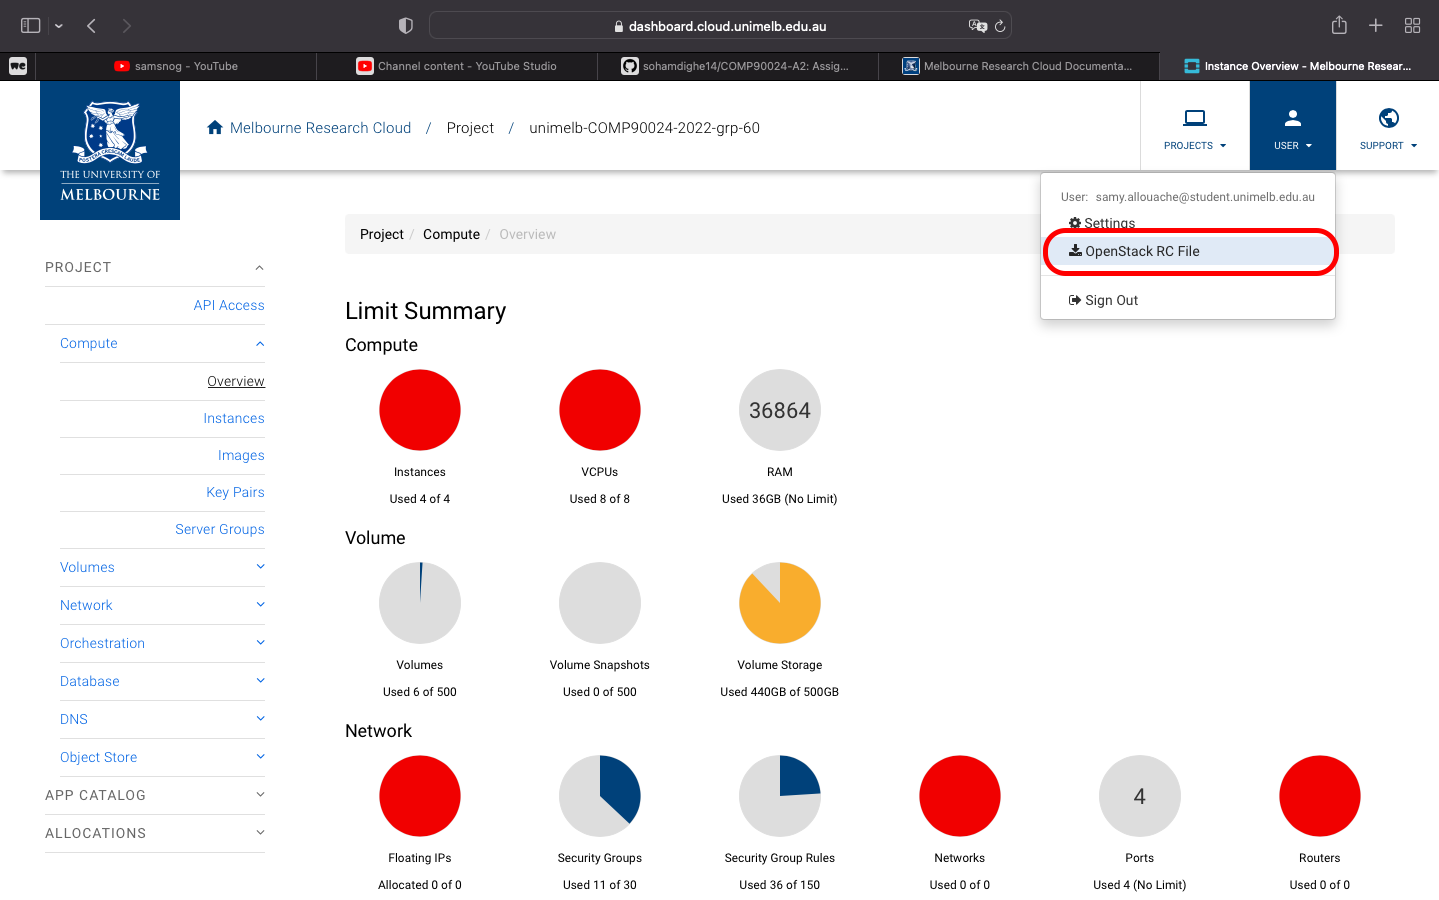 dashboard.cloud.unimelb.edu.au
samsnog - YouTube
Channel content - YouTube Studio
sohamdighe14/COMP90024-A2: Assig...
Melbourne Research Cloud Documenta...
Instance Overview - Melbourne Resear...
THE UNIVERSITY OF
MELBOURNE
Melbourne Research Cloud / Project / unimelb-COMP90024-2022-grp-60
PROJECTS
USER
SUPPORT
User: samy.allouache@student.unimelb.edu.au
Settings
OpenStack RC File
Sign Out
Project / Compute / Overview
PROJECT
API Access
Compute
Overview
Instances
Images
Key Pairs
Server Groups
Volumes
Network
Orchestration
Database
DNS
Object Store
APP CATALOG
ALLOCATIONS
Limit Summary
Compute
36864
Instances
VCPUs
RAM
Used 4 of 4
Used 8 of 8
Used 36GB (No Limit)
Volume
Volumes
Volume Snapshots
Volume Storage
Used 6 of 500
Used 0 of 500
Used 440GB of 500GB
Network
4
Floating IPs
Security Groups
Security Group Rules
Networks
Ports
Routers
Allocated 0 of 0
Used 11 of 30
Used 36 of 150
Used 0 of 0
Used 4 (No Limit)
Used 0 of 0